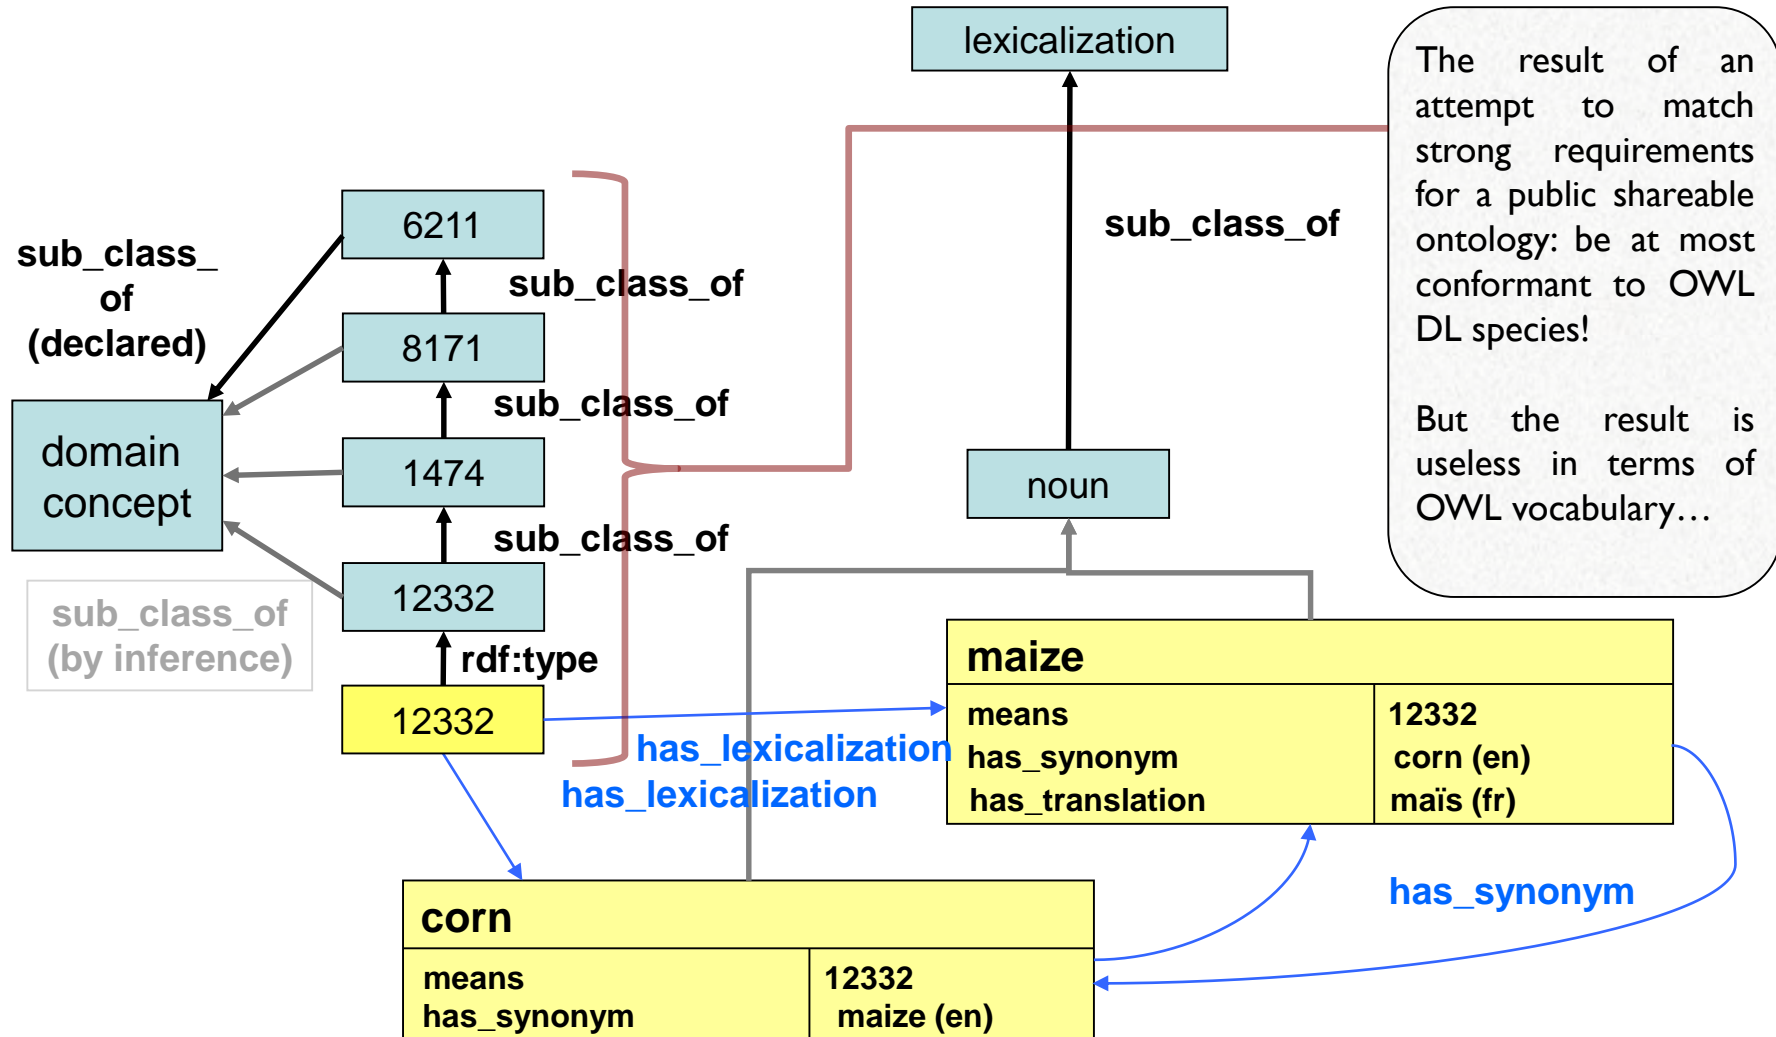 lexicalization
The result of an
attempt to match
strong requirements
for a public shareable
ontology: be at most
conformant to OWL
DL species!
But the result is
useless in terms of
OWL vocabulary…
6211
sub_class_
of
(declared)
sub_class_of
sub_class_of
8171
sub_class_of
domain
concept
1474
noun
sub_class_of
12332
sub_class_of
(by inference)
rdf:type
12332
maize
means 12332
has_synonym corn (en)
has_translation maïs (fr)
has_lexicalization
has_lexicalization
has_synonym
corn
means 12332
has_synonym maize (en)